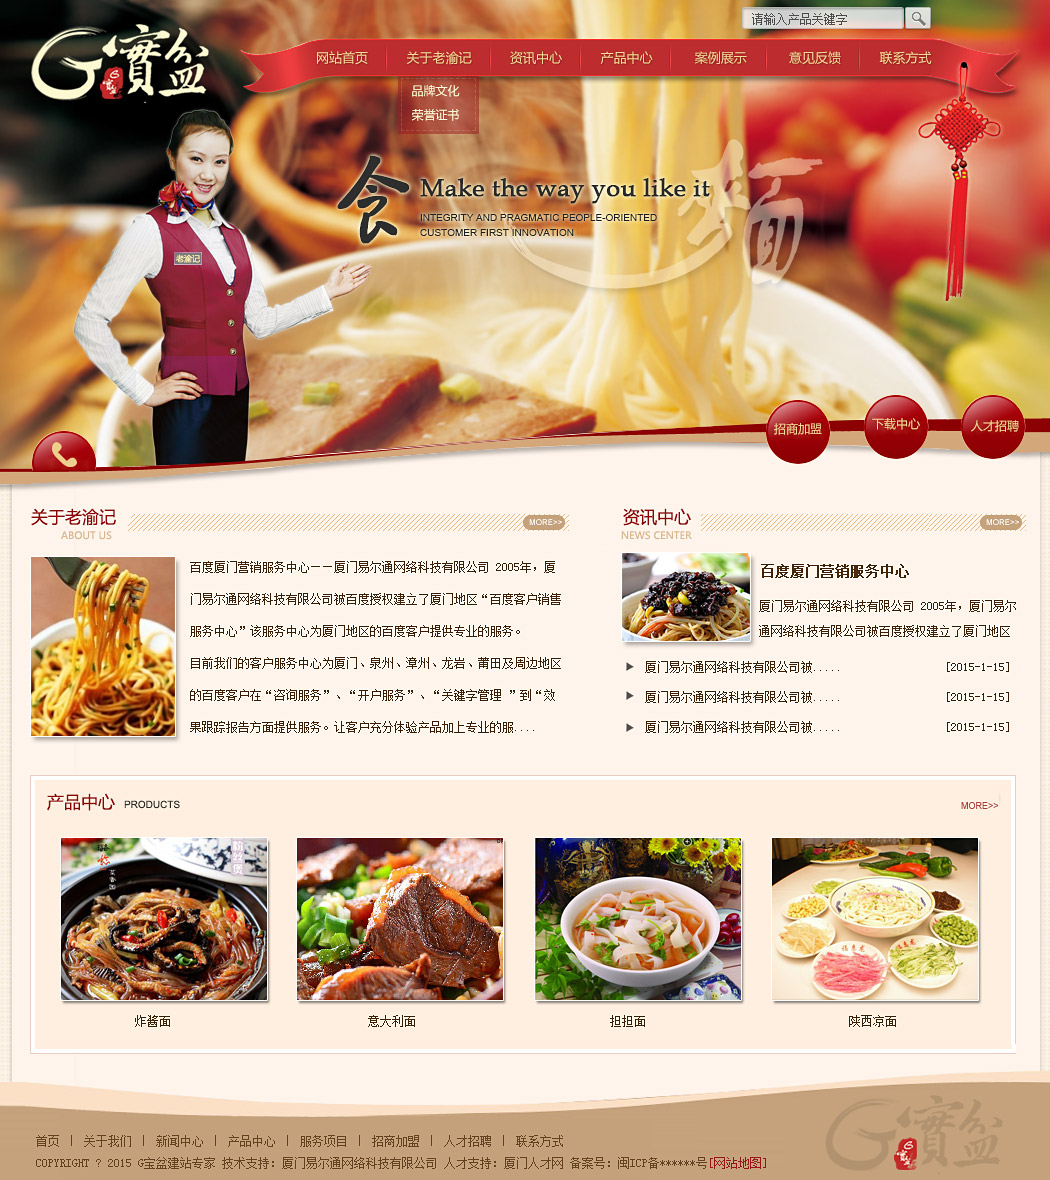 请输入产品关键字
G寶盆
网站首页 关于老渝记 资讯中心 产品中心 案例展示 意见反馈 联系方式
品牌文化
荣誉证书
食
Make the way you like it
麵
INTEGRITY AND PRAGMATIC PEOPLE-ORIENTED
CUSTOMER FIRST INNOVATION
老渝记
招商加盟 下载中心 人才招聘
关于老渝记 MORE>>
ABOUT US
百度厦门营销服务中心－－厦门易尔通网络科技有限公司 2005年，厦
门易尔通网络科技有限公司被百度授权建立了厦门地区“百度客户销售
服务中心”该服务中心为厦门地区的百度客户提供专业的服务。
目前我们的客户服务中心为厦门、泉州、漳州、龙岩、莆田及周边地区
的百度客户在“咨询服务”、“开户服务”、“关键字管理 ”到“效
果跟踪报告方面提供服务。让客户充分体验产品加上专业的服....
资讯中心 MORE>>
NEWS CENTER
百度厦门营销服务中心
厦门易尔通网络科技有限公司 2005年，厦门易尔
通网络科技有限公司被百度授权建立了厦门地区
厦门易尔通网络科技有限公司被..... [2015-1-15]
厦门易尔通网络科技有限公司被..... [2015-1-15]
厦门易尔通网络科技有限公司被..... [2015-1-15]
产品中心 PRODUCTS MORE>>
炸酱面 意大利面 担担面 陕西凉面
首页 | 关于我们 | 新闻中心 | 产品中心 | 服务项目 | 招商加盟 | 人才招聘 | 联系方式
COPYRIGHT ? 2015 G宝盆建站专家 技术支持：厦门易尔通网络科技有限公司 人才支持：厦门人才网 备案号：闽ICP备******号[网站地图]
G寶盆